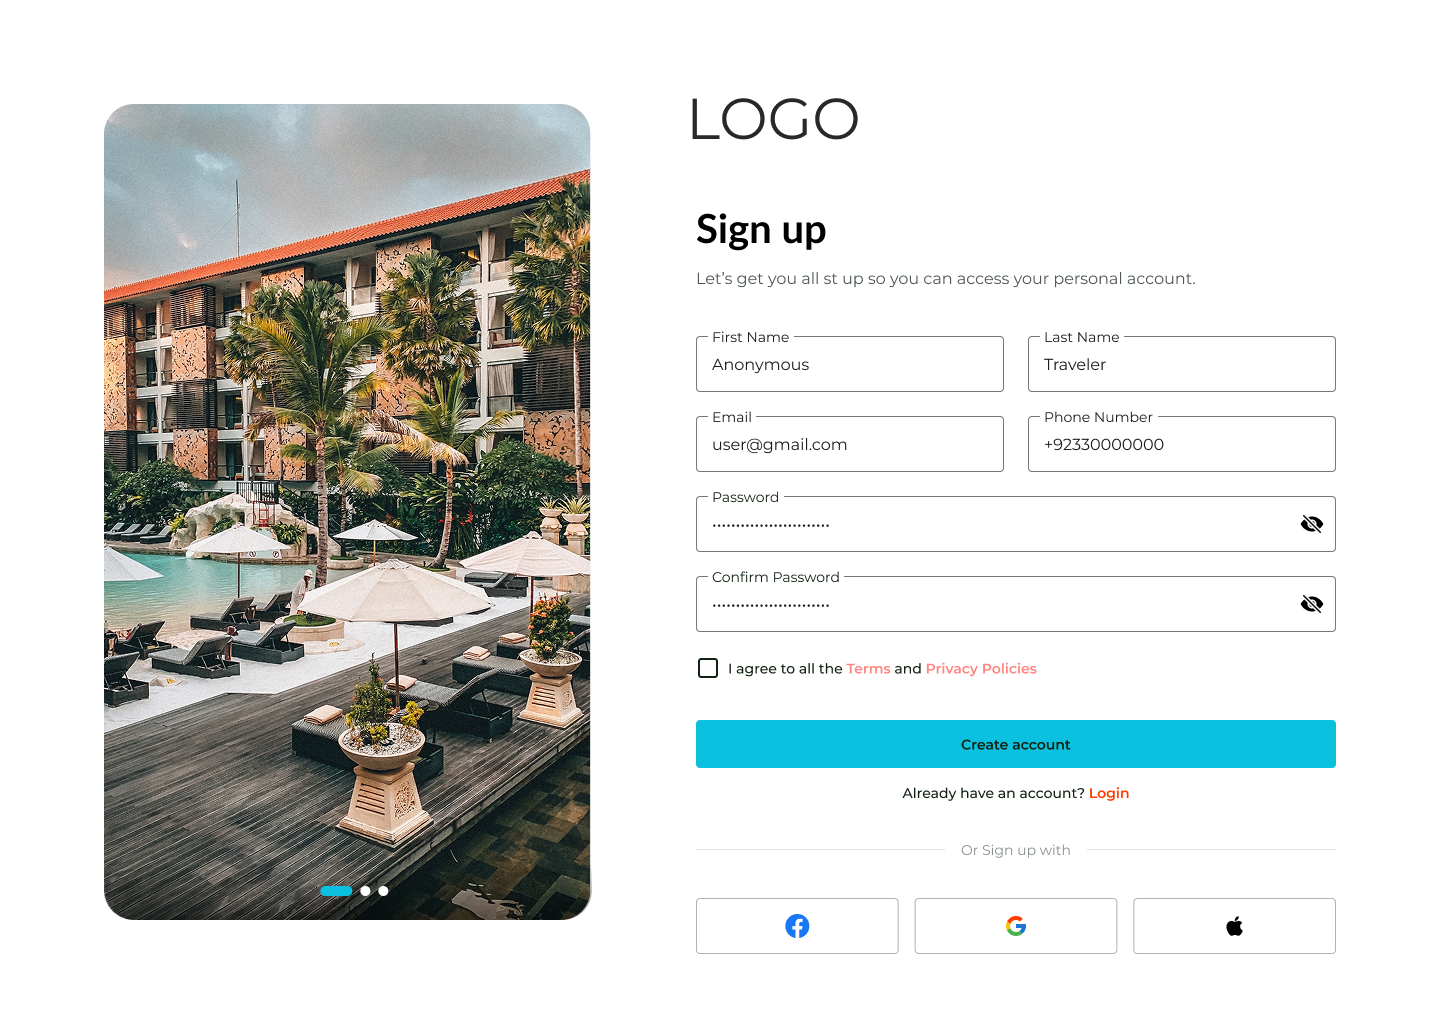 LOGO
Sign up
Let’s get you all st up so you can access your personal account.
First Name
Anonymous
Last Name
Traveler
Email
user@gmail.com
Phone Number
+92330000000
Password
•••••••••••••••••••••••••
Confirm Password
•••••••••••••••••••••••••
I agree to all the Terms and Privacy Policies
Create account
Already have an account? Login
Or Sign up with